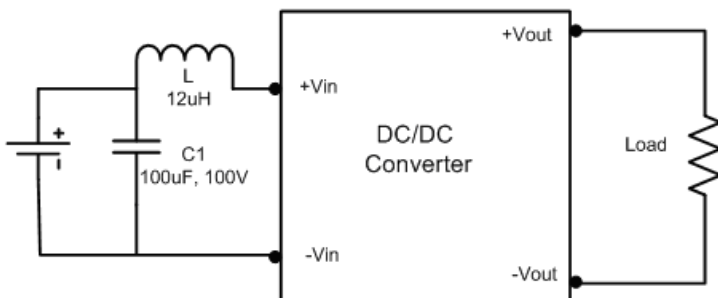 +Vout
L
12uH
+Vin
DC/DC
Converter
Load
C1
100uF, 100V
+
-
-Vin
-Vout